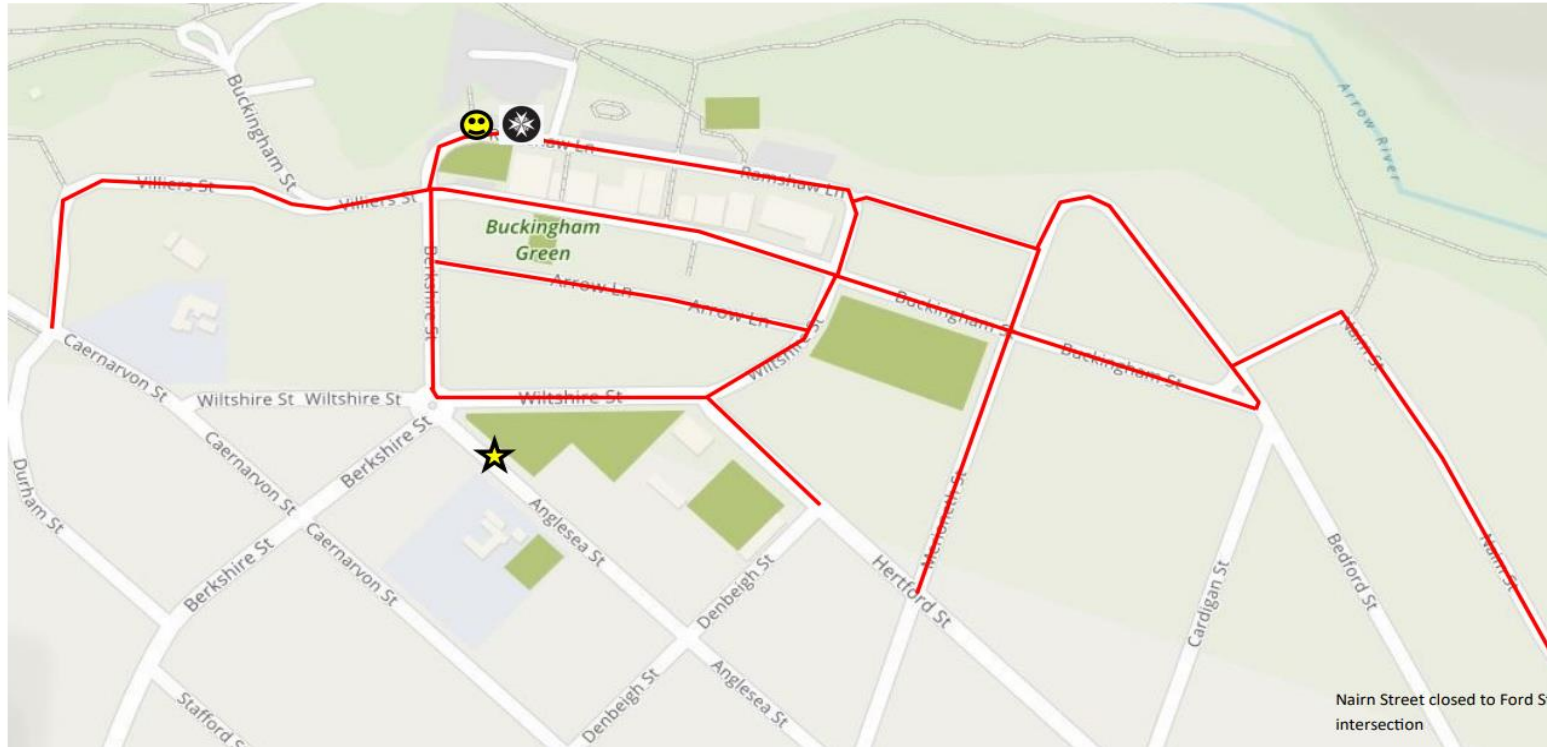 Buckingham St
Arrow River
Ramshaw Ln
Villiers St
Villiers St
Buckingham
Green
Berkshire St
Arrow Ln
Arrow Ln
Buckingham St
Buckingham St
Wiltshire St
Nairn St
Caernarvon St
Wiltshire St Wiltshire St
Wiltshire St
Berkshire St
Durham St
Caernarvon St
Anglesea St
Merioneth St
Caernarvon St
Berkshire St
Denbeigh St
Hertford St
Cardigan St
Bedford St
Nairn St
Stafford S
Denbeigh St
Anglesea St
Nairn Street closed to Ford S
intersection